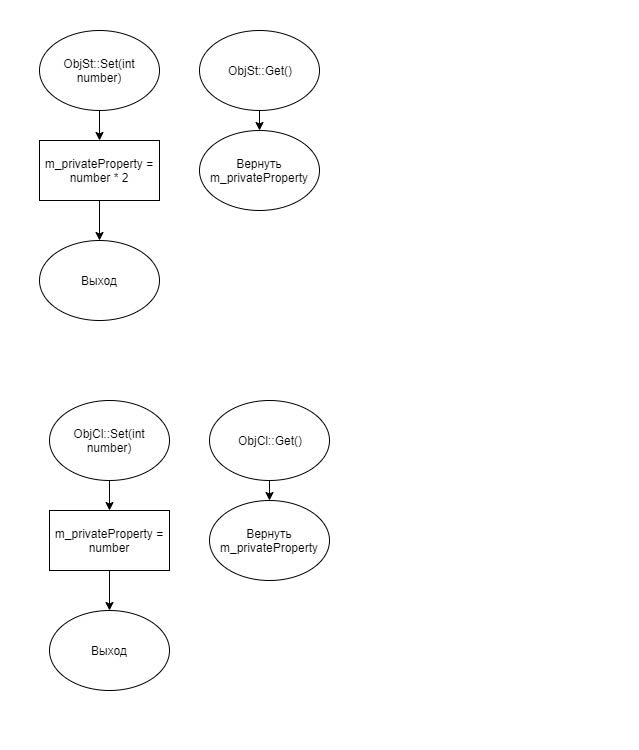 ObjSt::Set(int
number)
ObjSt::Get()
m_privateProperty =
number * 2
Вернуть
m_privateProperty
Выход
ObjCl::Set(int
number)
ObjCl::Get()
m_privateProperty =
number
Вернуть
m_privateProperty
Выход